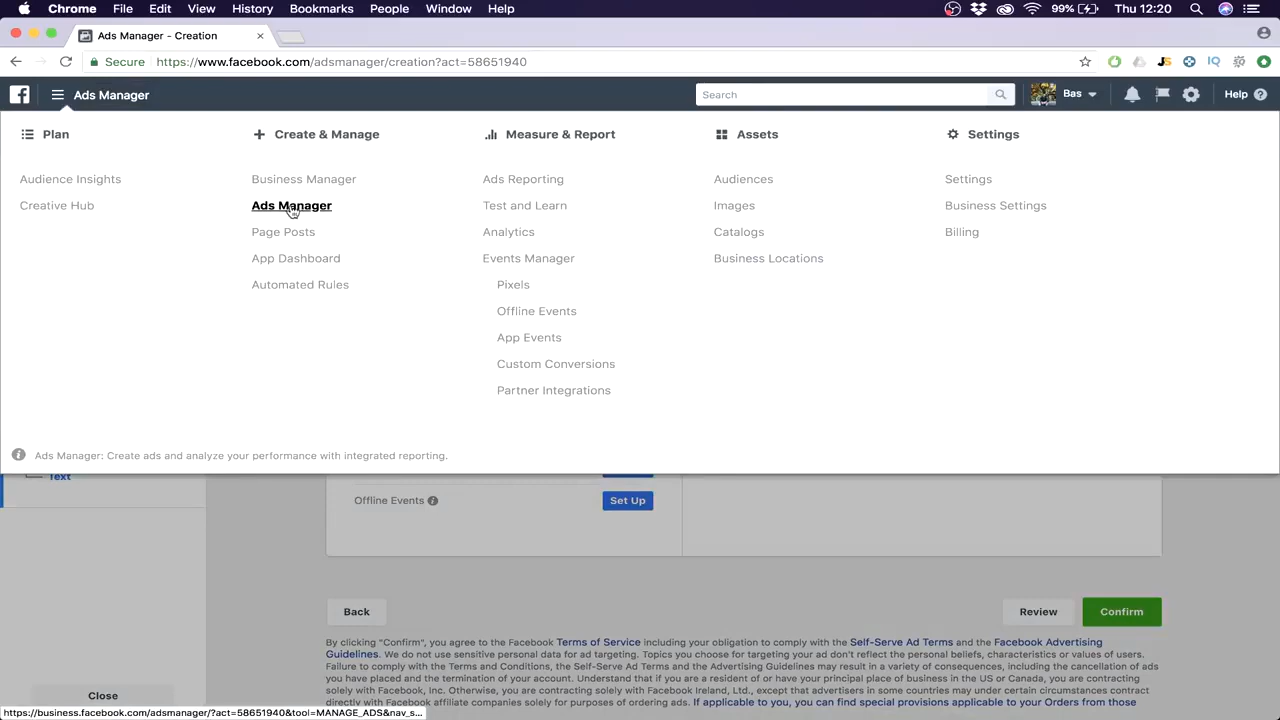 Chrome File Edit View History Bookmarks People Window Help 99% Thu 12:20
Ads Manager - Creation
Secure https://www.facebook.com/adsmanager/creation?act=58651940
Ads Manager Search Bas Help
Plan
Audience Insights
Creative Hub
Create & Manage
Business Manager
Ads Manager
Page Posts
App Dashboard
Automated Rules
Measure & Report
Ads Reporting
Test and Learn
Analytics
Events Manager
Pixels
Offline Events
App Events
Custom Conversions
Partner Integrations
Assets
Audiences
Images
Catalogs
Business Locations
Settings
Settings
Business Settings
Billing
Ads Manager: Create ads and analyze your performance with integrated reporting.
Text
Offline Events Set Up
Back Review Confirm
By clicking "Confirm", you agree to the Facebook Terms of Service including your obligation to comply with the Self-Serve Ad Terms and the Facebook Advertising
Guidelines. We do not use sensitive personal data for ad targeting. Topics you choose for targeting your ad don't reflect the personal beliefs, characteristics or values of users.
Failure to comply with the Terms and Conditions, the Self-Serve Ad Terms and the Advertising Guidelines may result in a variety of consequences, including the cancellation of ads
you have placed and the termination of your account. Understand that if you are a resident of or have your principal place of business in the US or Canada, you are contracting
solely with Facebook, Inc. Otherwise, you are contracting solely with Facebook Ireland, Ltd., except that advertisers in some countries may under certain circumstances contract
directly with Facebook affiliate companies solely for purposes of ordering ads. If applicable to you, you can find special provisions applicable to your Orders from those
Close
https://business.facebook.com/adsmanager/?act=58651940&tool=MANAGE_ADS&nav_s...